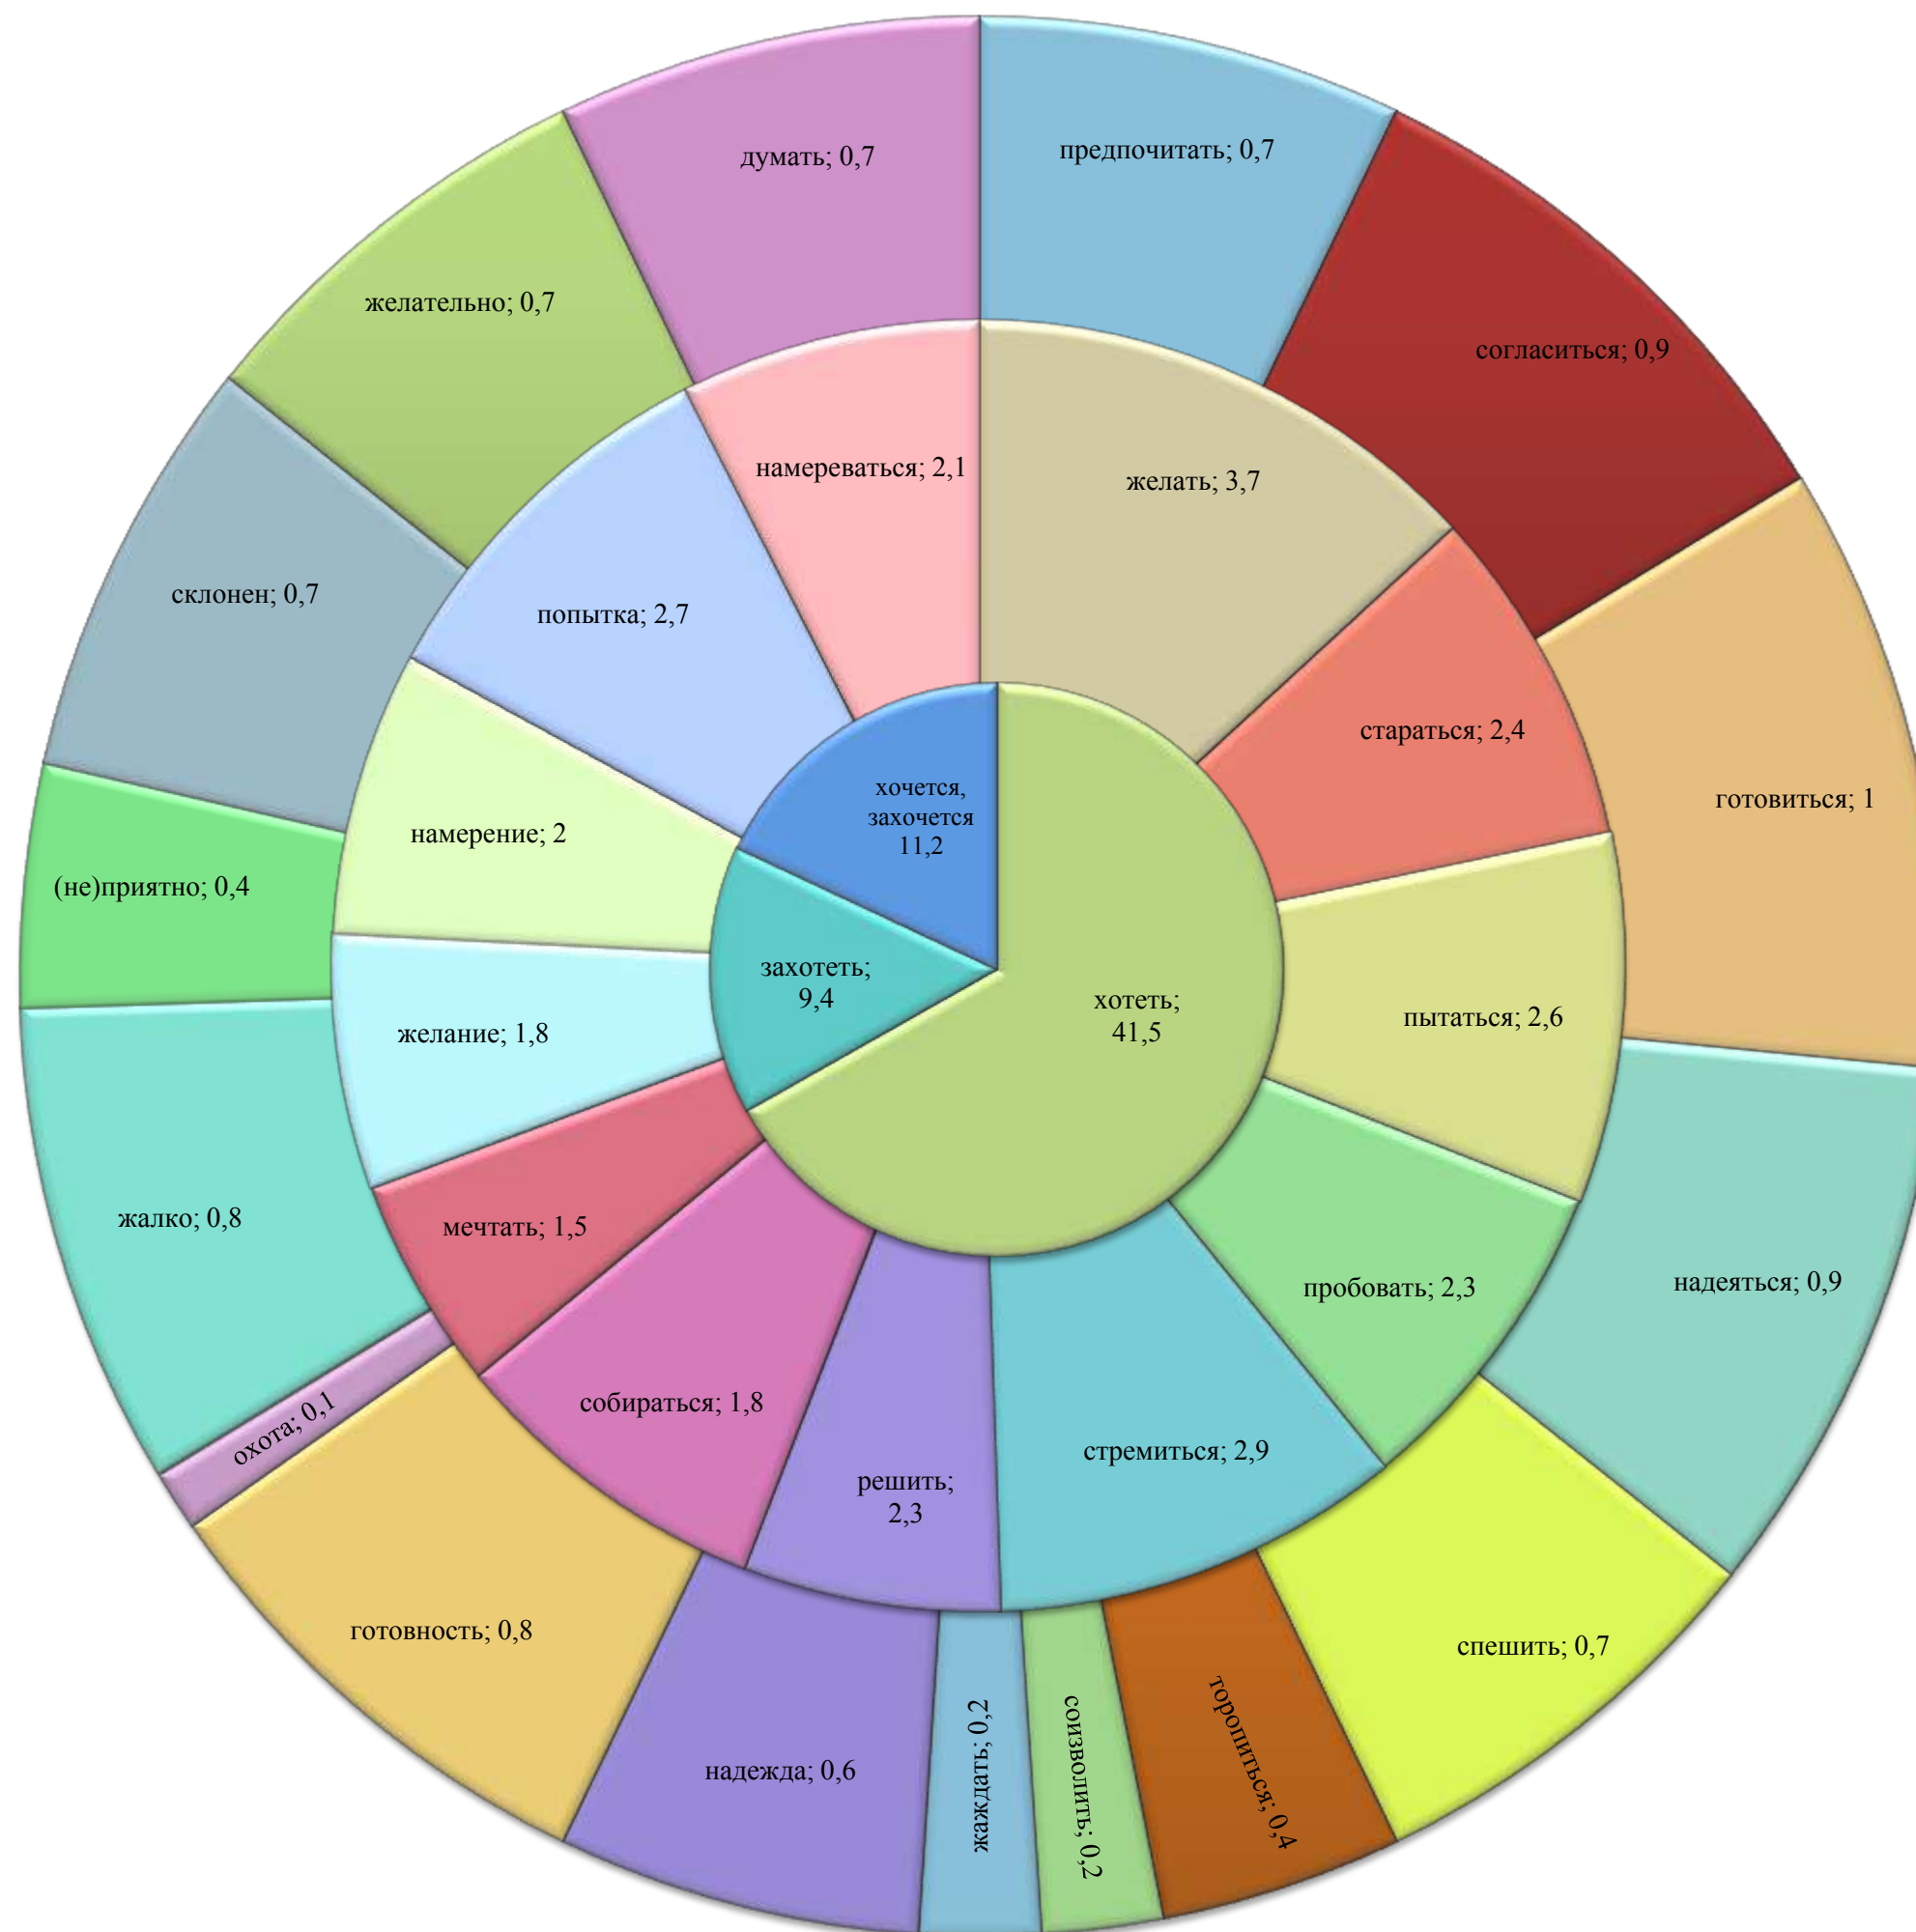 думать; 0,7
предпочитать; 0,7
согласиться; 0,9
готовиться; 1
надеяться; 0,9
спешить; 0,7
торопиться; 0,4
соизволить; 0,2
жаждать; 0,2
надежда; 0,6
готовность; 0,8
охота; 0,1
жалко; 0,8
(не)приятно; 0,4
склонен; 0,7
желательно; 0,7
намереваться; 2,1
желать; 3,7
стараться; 2,4
пытаться; 2,6
пробовать; 2,3
стремиться; 2,9
решить;
2,3
собираться; 1,8
мечтать; 1,5
желание; 1,8
намерение; 2
попытка; 2,7
хочется,
захочется
11,2
захотеть;
9,4
хотеть;
41,5